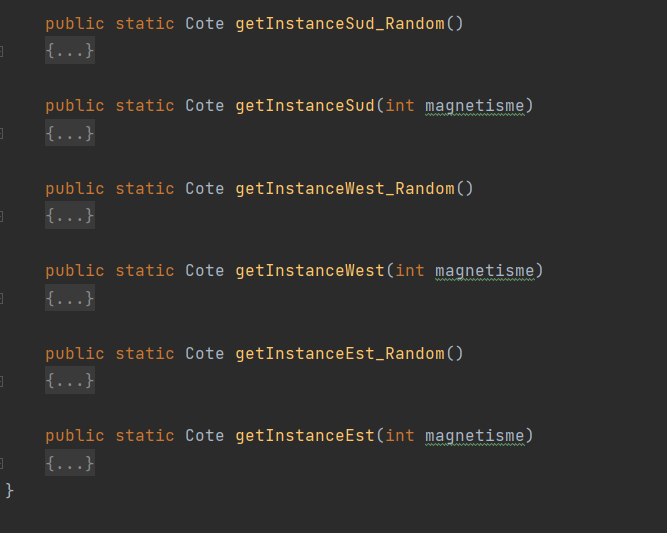 public static Cote getInstanceSud_Random()
{...}
public static Cote getInstanceSud(int magnetisme)
{...}
public static Cote getInstanceWest_Random()
{...}
public static Cote getInstanceWest(int magnetisme)
{...}
public static Cote getInstanceEst_Random()
{...}
public static Cote getInstanceEst(int magnetisme)
{...}
}